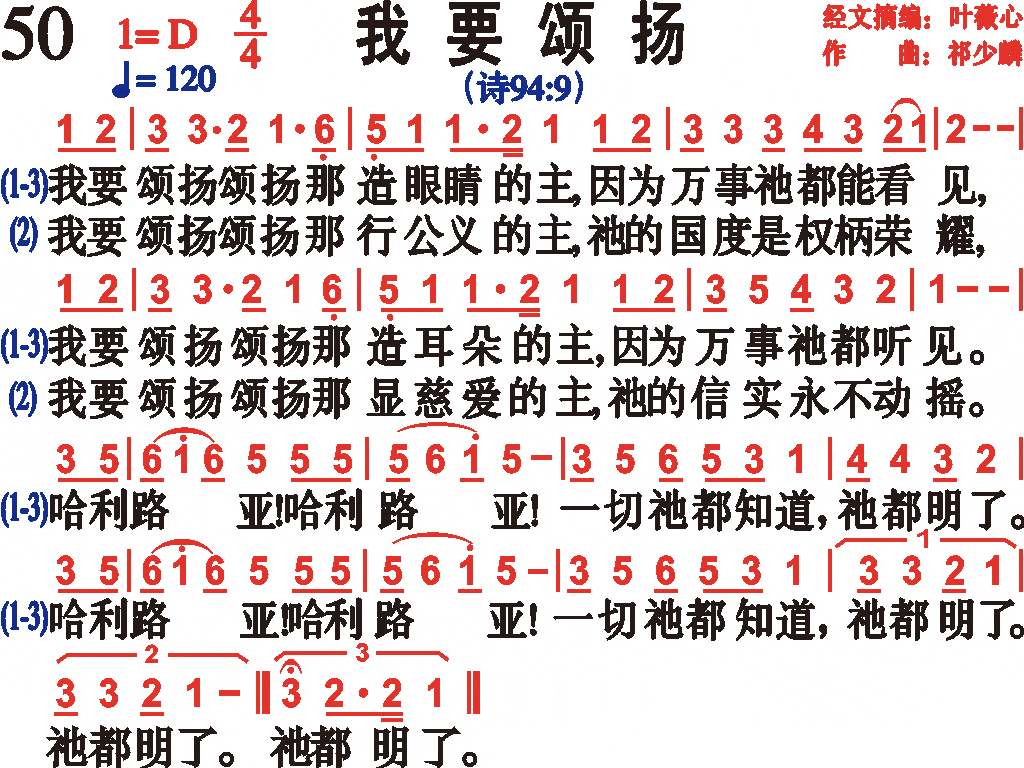 50 1=D 4/4 我要颂扬 经文摘编：叶薇心
♩=120 (诗94:9) 作 曲：祁少麟
1 2 | 3 3·2 1·6 | 5 1 1·2 1 1 2 | 3 3 3 4 3 21 | 2 - - |
(1-3)我要 颂扬颂扬那 造眼睛的主,因为万事祂都能看 见,
(2) 我要 颂扬颂扬那 行公义的主,祂的国度是权柄荣 耀,
1 2 | 3 3·2 1 6 | 5 1 1·2 1 1 2 | 3 5 4 3 2 | 1 - - |
(1-3)我要 颂扬颂扬那 造耳朵的主,因为万事祂都听见。
(2) 我要 颂扬颂扬那 显慈爱的主,祂的信实永不动摇。
3 5 | 6 1 6 5 5 5 | 5 6 1 5 - | 3 5 6 5 3 1 | 4 4 3 2 |
(1-3)哈利路 亚!哈利路 亚! 一切祂都知道,祂都明了。
3 5 | 6 1 6 5 5 5 | 5 6 1 5 - | 3 5 6 5 3 1 | 1 3 3 2 1 |
(1-3)哈利路 亚!哈利路 亚! 一切祂都知道,祂都明了。
2 3
3 3 2 1 - ‖ 3 2·2 1 ‖
祂都明了。 祂都明了。